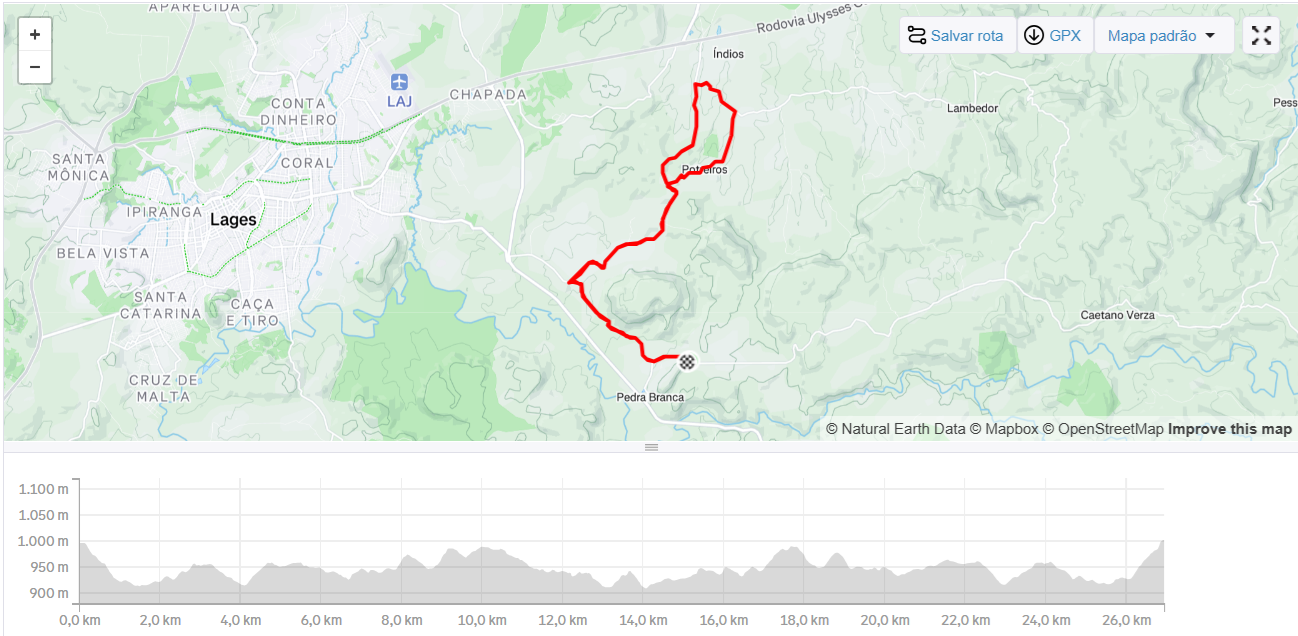 APARECIDA
Rodovia Ulysses
+
−
Salvar rota
GPX
Mapa padrão
Índios
LAJ
CHAPADA
CONTA
DINHEIRO
Lambedor
SANTA
MÔNICA
CORAL
Potreiros
IPIRANGA
Lages
BELA VISTA
SANTA
CATARINA
CAÇA
E TIRO
Caetano Verza
CRUZ DE
MALTA
Pedra Branca
© Natural Earth Data © Mapbox © OpenStreetMap Improve this map
1.100 m
1.050 m
1.000 m
950 m
900 m
0,0 km 2,0 km 4,0 km 6,0 km 8,0 km 10,0 km 12,0 km 14,0 km 16,0 km 18,0 km 20,0 km 22,0 km 24,0 km 26,0 km